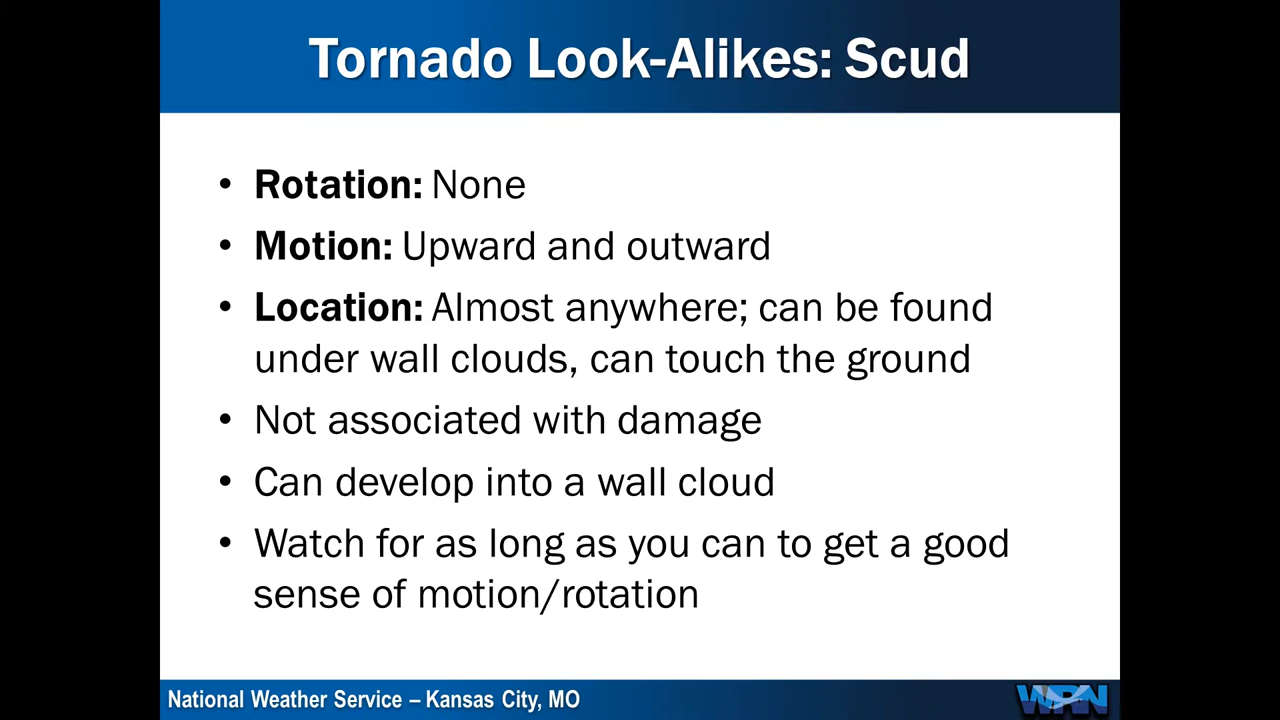 Tornado Look-Alikes: Scud
• Rotation: None
• Motion: Upward and outward
• Location: Almost anywhere; can be found
under wall clouds, can touch the ground
• Not associated with damage
• Can develop into a wall cloud
• Watch for as long as you can to get a good
sense of motion/rotation
National Weather Service – Kansas City, MO
WRN